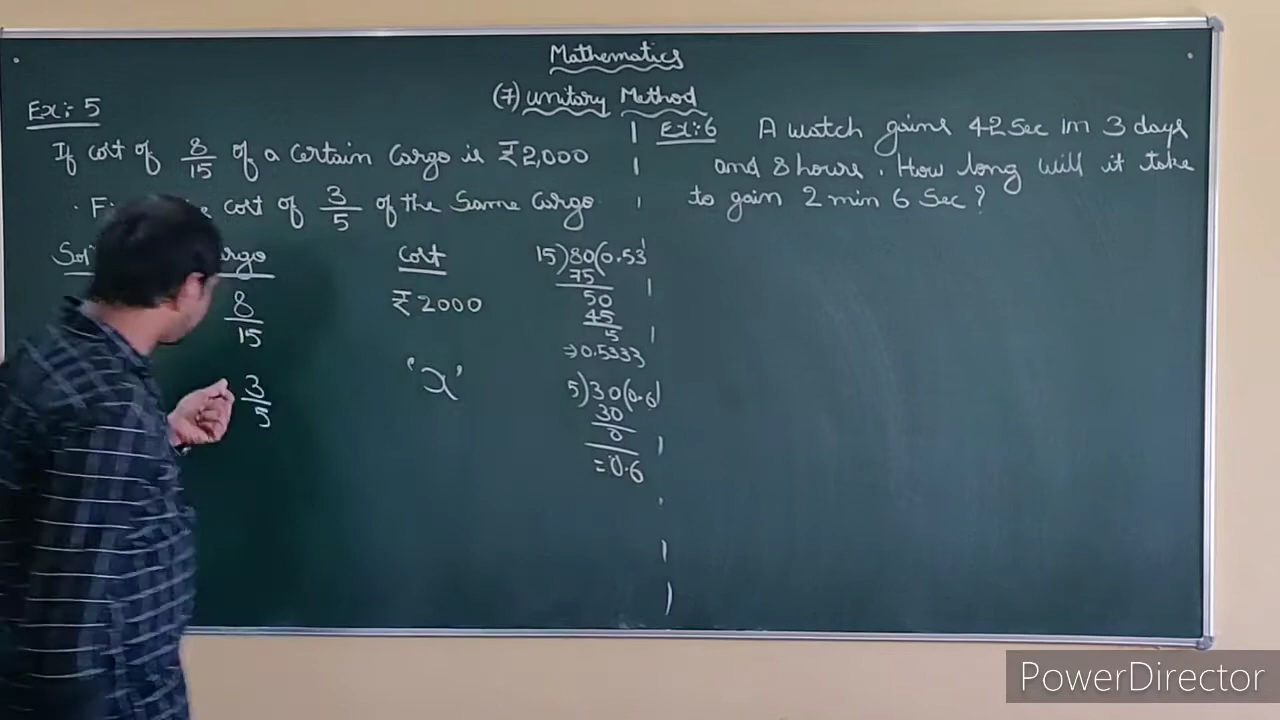 Mathematics
(7) Unitary Method
Ex:- 5
If cost of 8/15 of a certain cargo is ₹2,000
cost of 3/5 of the same cargo
Cost
8/15 ₹2000
3/5 'x'
15)80(0.53
75
50
45
5
⇒0.5333
5)30(0.6
30
0
=0.6
Ex:6 A watch gains 42 Sec in 3 days
and 8 hours. How long will it take
to gain 2 min 6 Sec?
PowerDirector